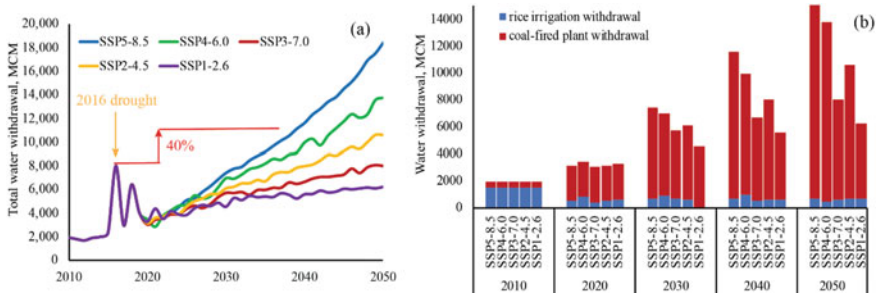 Total water withdrawal, MCM
20,000
18,000
16,000
14,000
12,000
10,000
8,000
6,000
4,000
2,000
0
(a)
SSP5-8.5 SSP4-6.0 SSP3-7.0
SSP2-4.5 SSP1-2.6
2016 drought
40%
2010 2020 2030 2040 2050
Water withdrawal, MCM
14000
12000
10000
8000
6000
4000
2000
0
rice irrigation withdrawal
coal-fired plant withdrawal
(b)
SSP5-8.5
SSP4-6.0
SSP3-7.0
SSP2-4.5
SSP1-2.6
SSP5-8.5
SSP4-6.0
SSP3-7.0
SSP2-4.5
SSP1-2.6
SSP5-8.5
SSP4-6.0
SSP3-7.0
SSP2-4.5
SSP1-2.6
SSP5-8.5
SSP4-6.0
SSP3-7.0
SSP2-4.5
SSP1-2.6
SSP5-8.5
SSP4-6.0
SSP3-7.0
SSP2-4.5
SSP1-2.6
2010 2020 2030 2040 2050